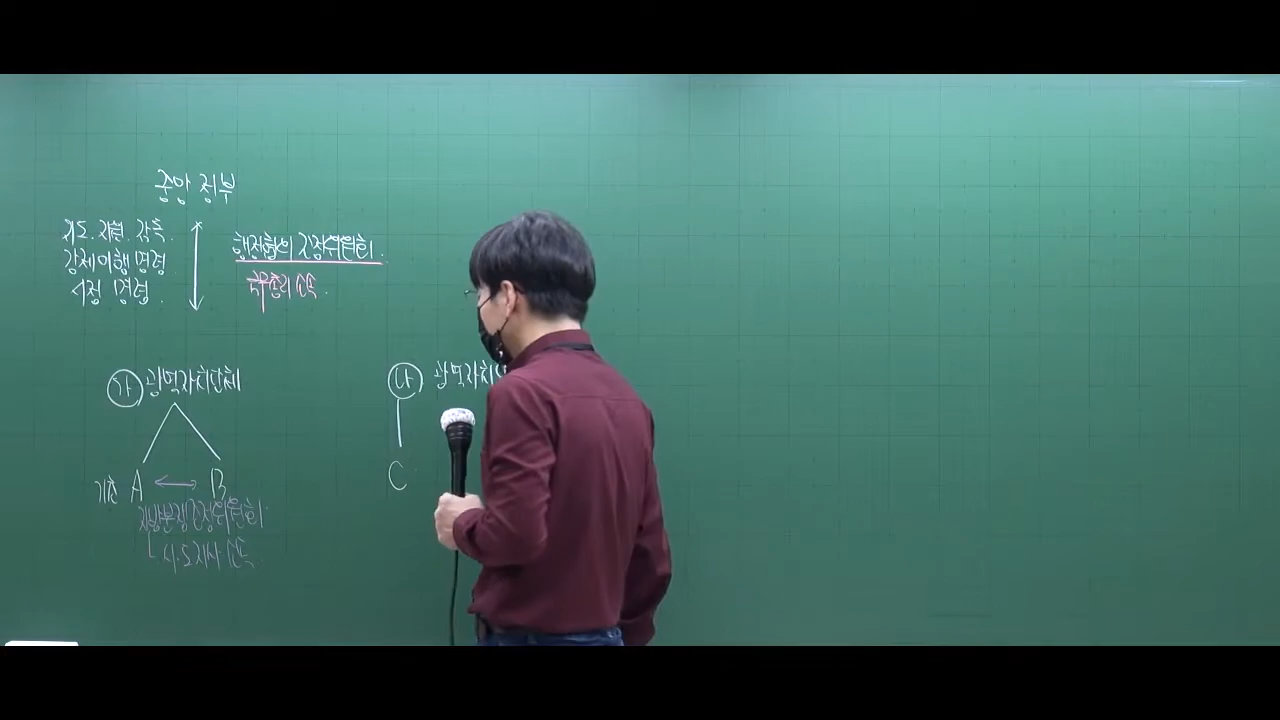 중앙 정부
지도. 지원. 감독.
강제이행 명령
시정 명령.
행정협의 조정위원회.
국무총리 소속.
가 광역자치단체
나 광역자치
기초 A ↔ B
C
지방분쟁조정위원회.
시·도지사 소속.